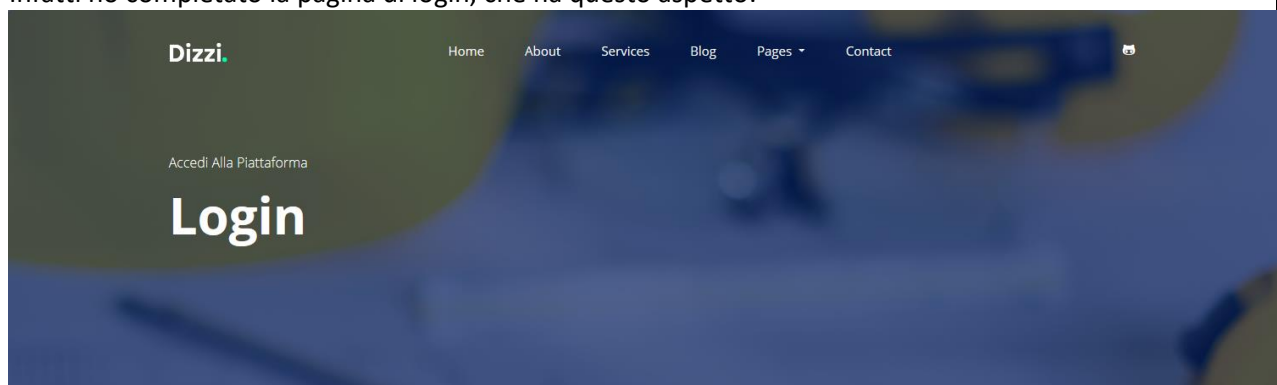 Infatti ho completato la pagina di login, che ha questo aspetto:
Dizzi. Home About Services Blog Pages Contact
Accedi Alla Piattaforma
Login